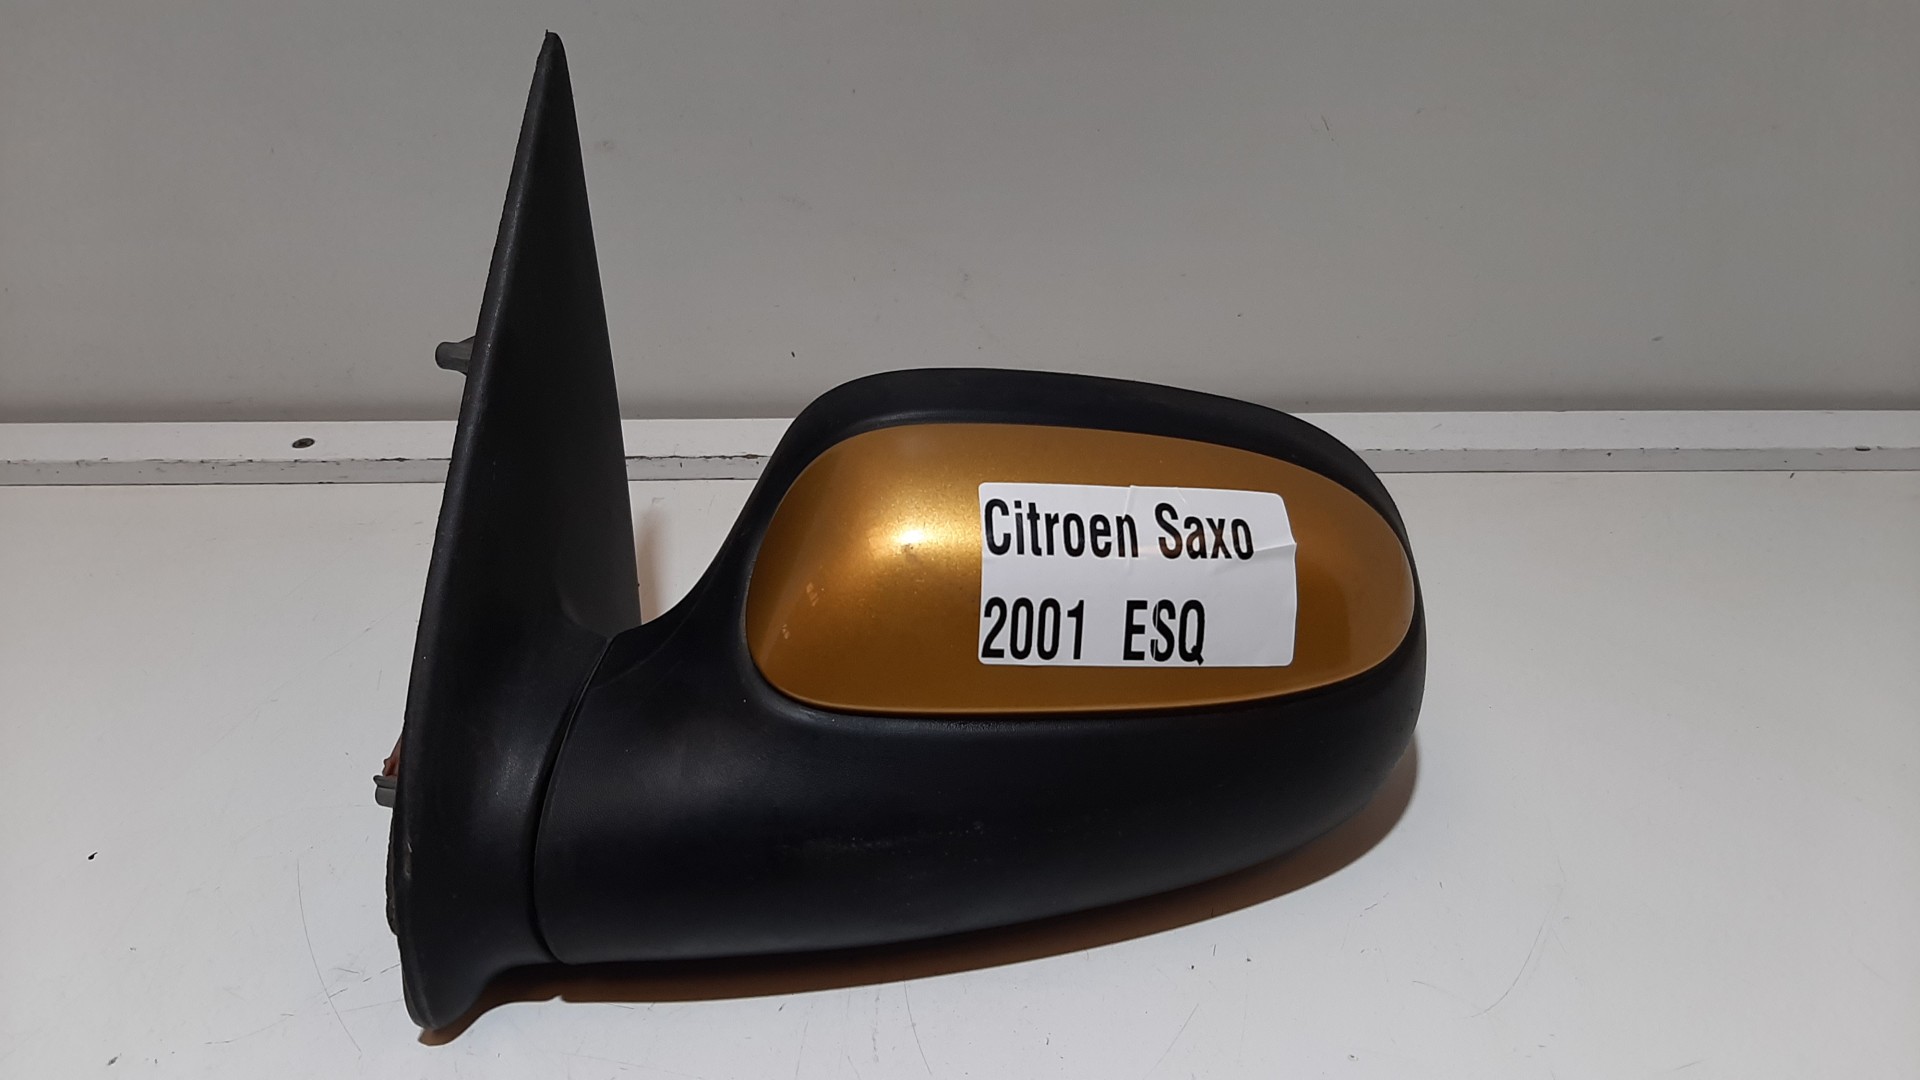 Citroen Saxo
2001 ESQ